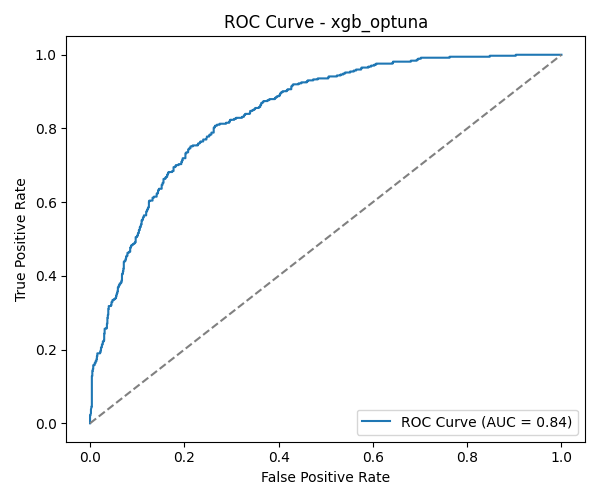 ROC Curve - xgb_optuna
True Positive Rate
1.0
0.8
0.6
0.4
0.2
0.0
ROC Curve (AUC = 0.84)
0.0 0.2 0.4 0.6 0.8 1.0
False Positive Rate